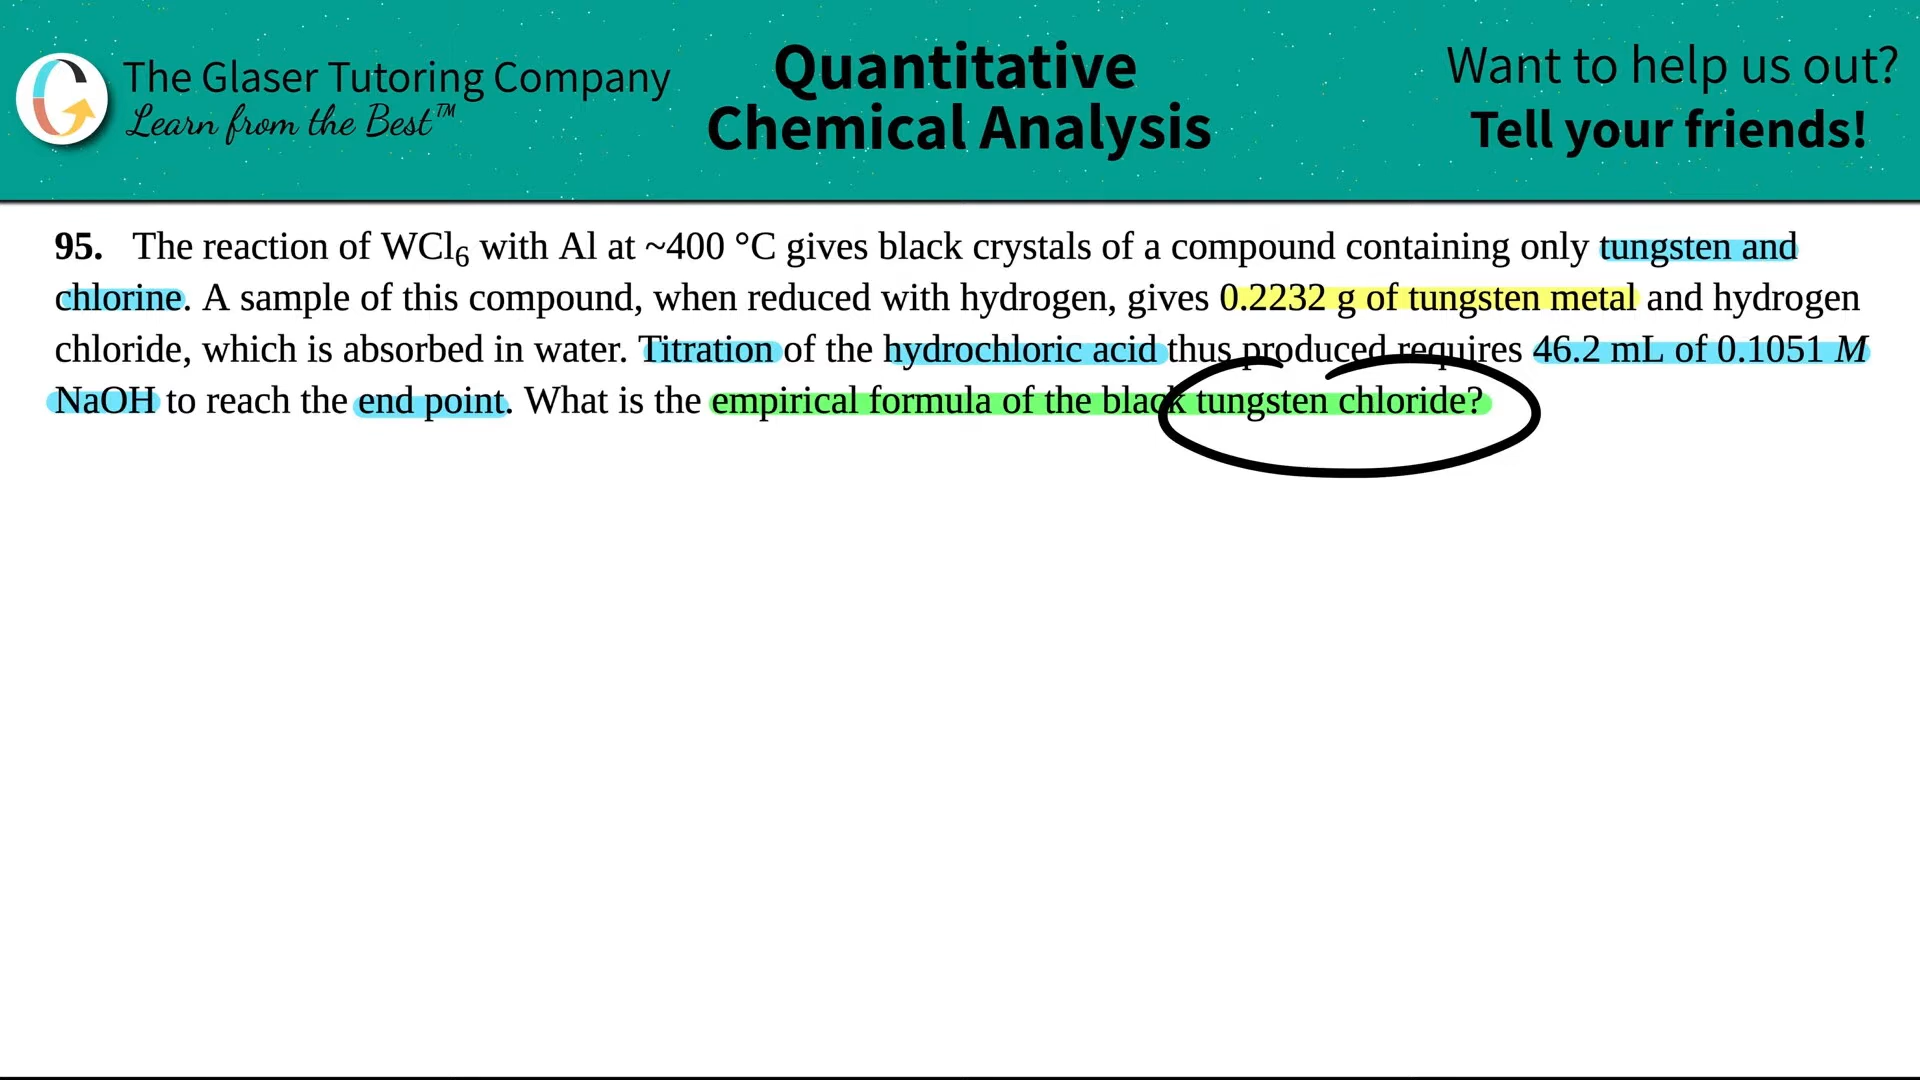 The Glaser Tutoring Company
Learn from the Best™
Quantitative
Chemical Analysis
Want to help us out?
Tell your friends!
95. The reaction of WCl₆ with Al at ~400 °C gives black crystals of a compound containing only tungsten and
chlorine. A sample of this compound, when reduced with hydrogen, gives 0.2232 g of tungsten metal and hydrogen
chloride, which is absorbed in water. Titration of the hydrochloric acid thus produced requires 46.2 mL of 0.1051 M
NaOH to reach the end point. What is the empirical formula of the black tungsten chloride?